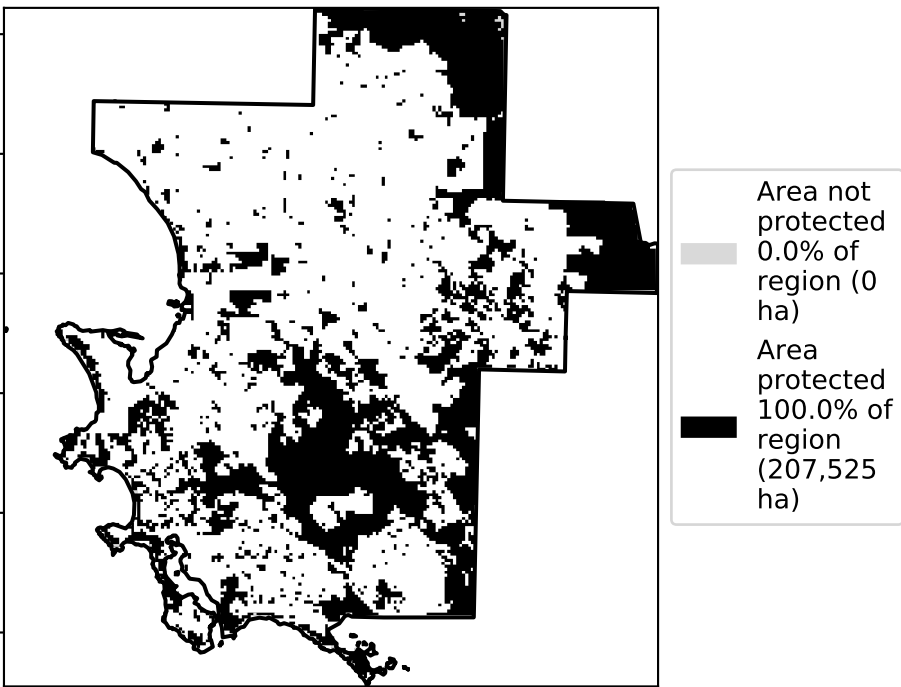 Area not
protected
0.0% of
region (0
ha)
Area
protected
100.0% of
region
(207,525
ha)